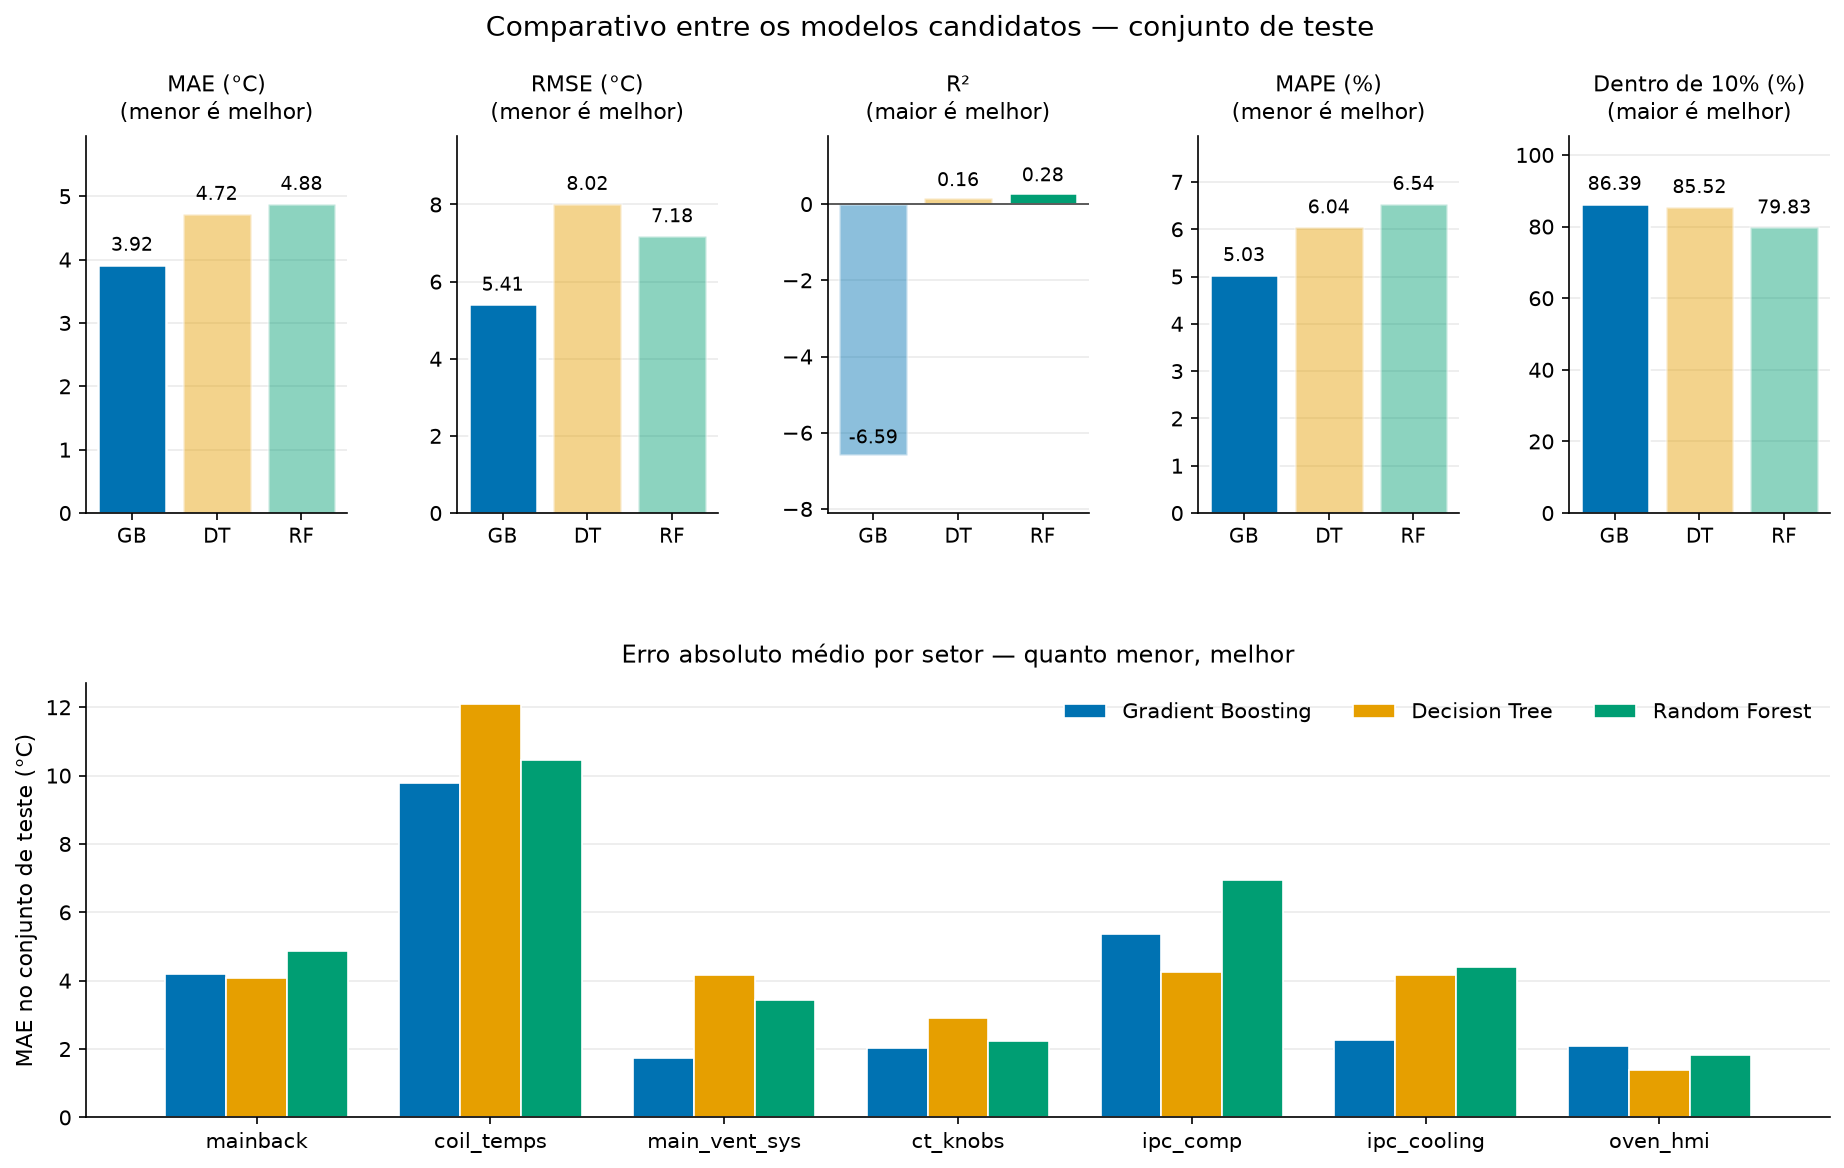 Comparativo entre os modelos candidatos — conjunto de teste
MAE (°C)
(menor é melhor)
5
4
3
2
1
0
3.92
4.72
4.88
GB
DT
RF
RMSE (°C)
(menor é melhor)
8
6
4
2
0
5.41
8.02
7.18
GB
DT
RF
R²
(maior é melhor)
0
−2
−4
−6
−8
-6.59
0.16
0.28
GB
DT
RF
MAPE (%)
(menor é melhor)
7
6
5
4
3
2
1
0
5.03
6.04
6.54
GB
DT
RF
Dentro de 10% (%)
(maior é melhor)
100
80
60
40
20
0
86.39
85.52
79.83
GB
DT
RF
Erro absoluto médio por setor — quanto menor, melhor
MAE no conjunto de teste (°C)
12
10
8
6
4
2
0
Gradient Boosting
Decision Tree
Random Forest
mainback
coil_temps
main_vent_sys
ct_knobs
ipc_comp
ipc_cooling
oven_hmi